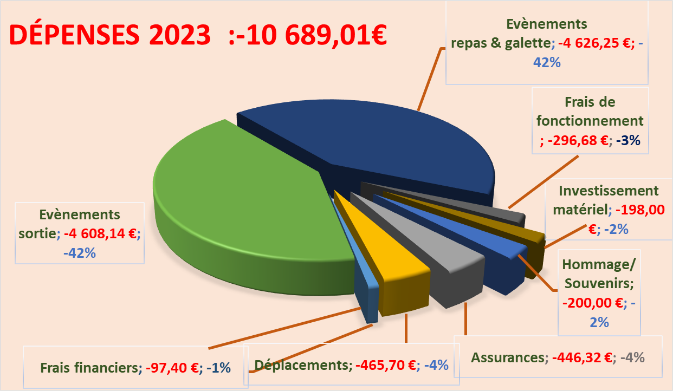 DÉPENSES 2023 :-10 689,01€
Evènements
repas & galette; -4 626,25 €; -
42%
Frais de
fonctionnement
; -296,68 €; -3%
Investissement
matériel; -198,00
€; -2%
Hommage/
Souvenirs;
-200,00 €; -
2%
Assurances; -446,32 €; -4%
Déplacements; -465,70 €; -4%
Frais financiers; -97,40 €; -1%
Evènements
sortie; -4 608,14 €;
-42%